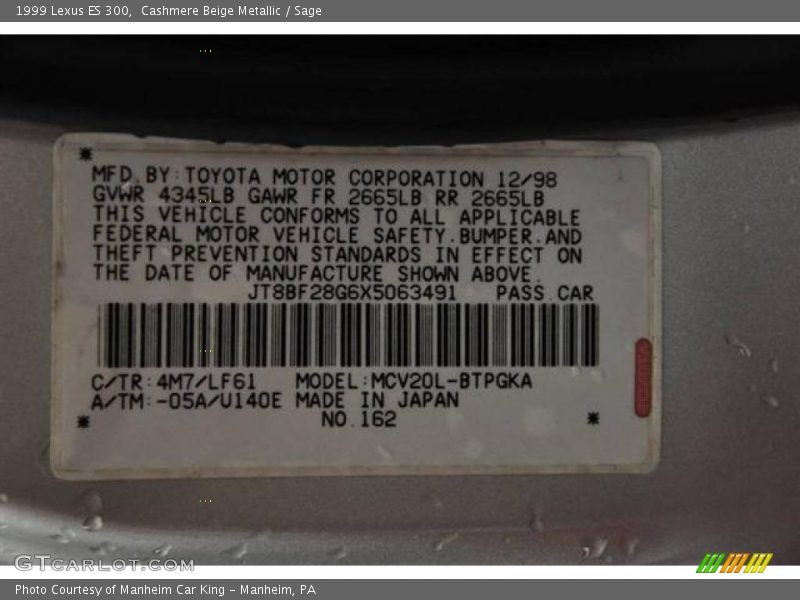 1999 Lexus ES 300, Cashmere Beige Metallic / Sage
MFD.BY:TOYOTA MOTOR CORPORATION 12/98
GVWR 4345LB GAWR FR 2665LB RR 2665LB
THIS VEHICLE CONFORMS TO ALL APPLICABLE
FEDERAL MOTOR VEHICLE SAFETY.BUMPER.AND
THEFT PREVENTION STANDARDS IN EFFECT ON
THE DATE OF MANUFACTURE SHOWN ABOVE.
JT8BF28G6X5063491 PASS.CAR
C/TR:4M7/LF61 MODEL:MCV20L-BTPGKA
A/TM:-05A/U140E MADE IN JAPAN
NO.162
GTCarLot.com
Photo Courtesy of Manheim Car King - Manheim, PA